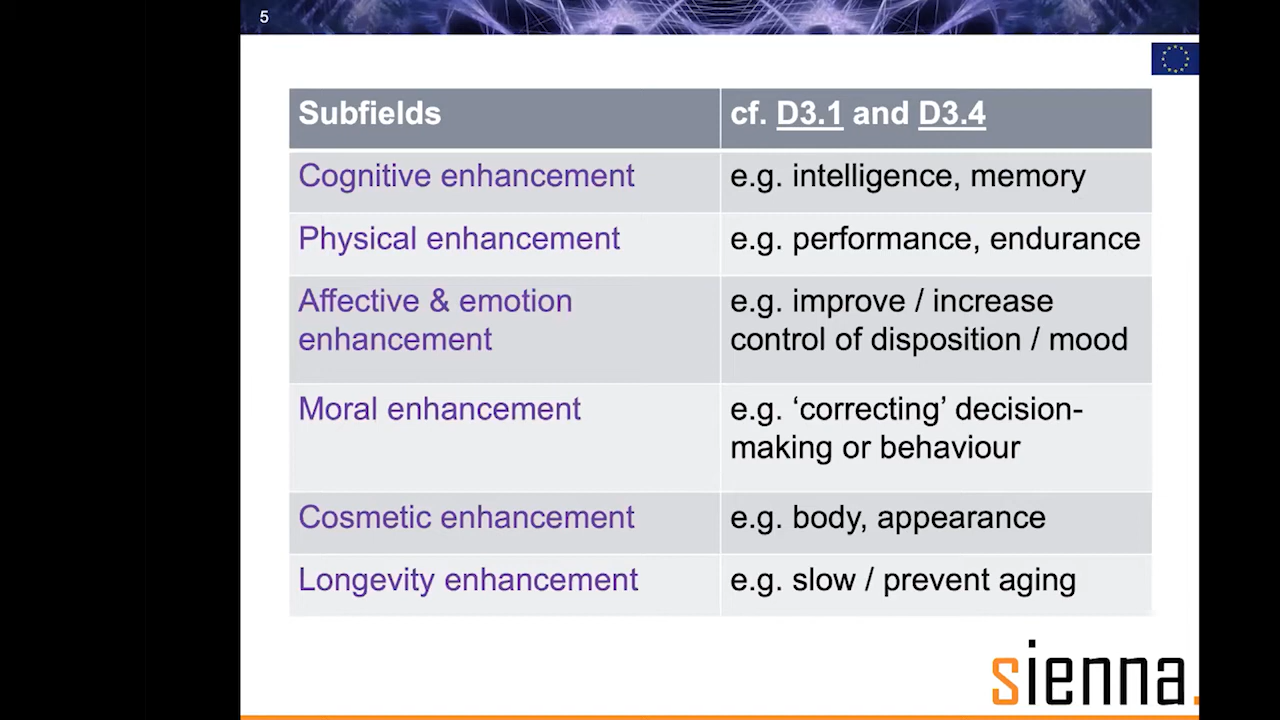 5
Subfields
cf. D3.1 and D3.4
Cognitive enhancement
e.g. intelligence, memory
Physical enhancement
e.g. performance, endurance
Affective & emotion
enhancement
e.g. improve / increase
control of disposition / mood
Moral enhancement
e.g. ‘correcting’ decision-
making or behaviour
Cosmetic enhancement
e.g. body, appearance
Longevity enhancement
e.g. slow / prevent aging
sienna.